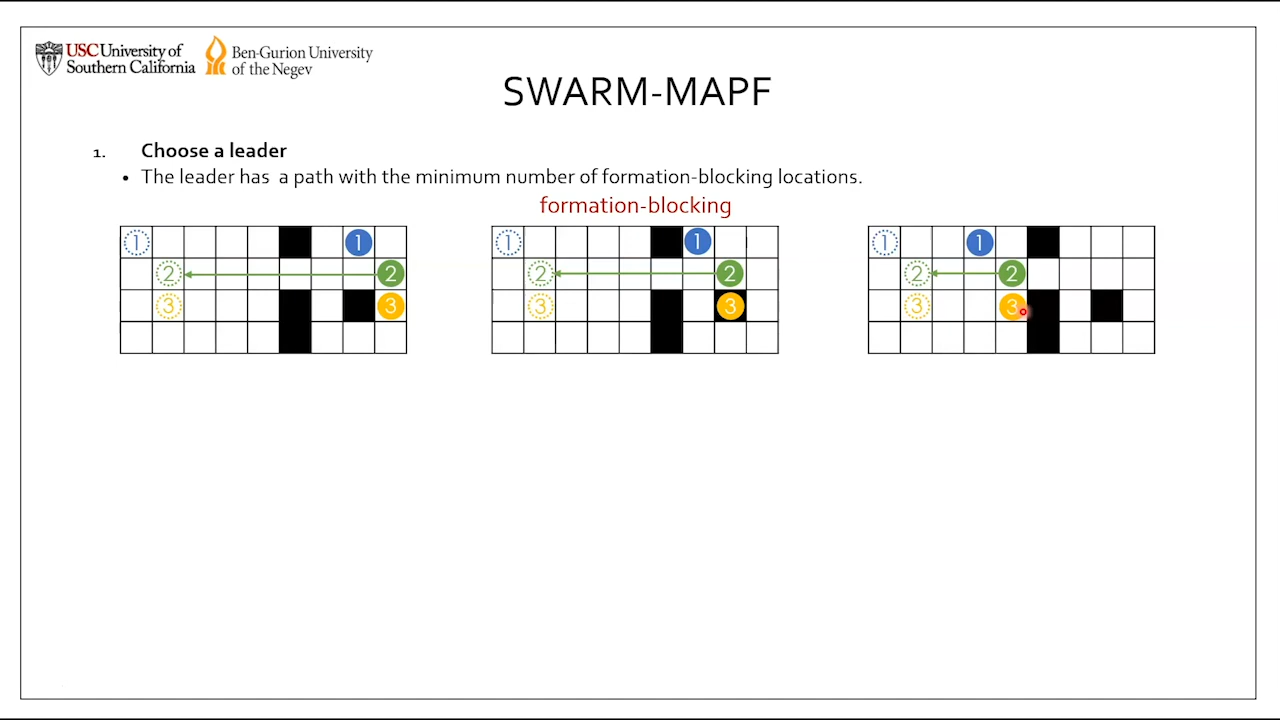 USC University of
Southern California
Ben-Gurion University
of the Negev
SWARM-MAPF
1. Choose a leader
• The leader has a path with the minimum number of formation-blocking locations.
formation-blocking
1 1
2 2
3 3
1 1
2 2
3 3
1 1
2 2
3 3